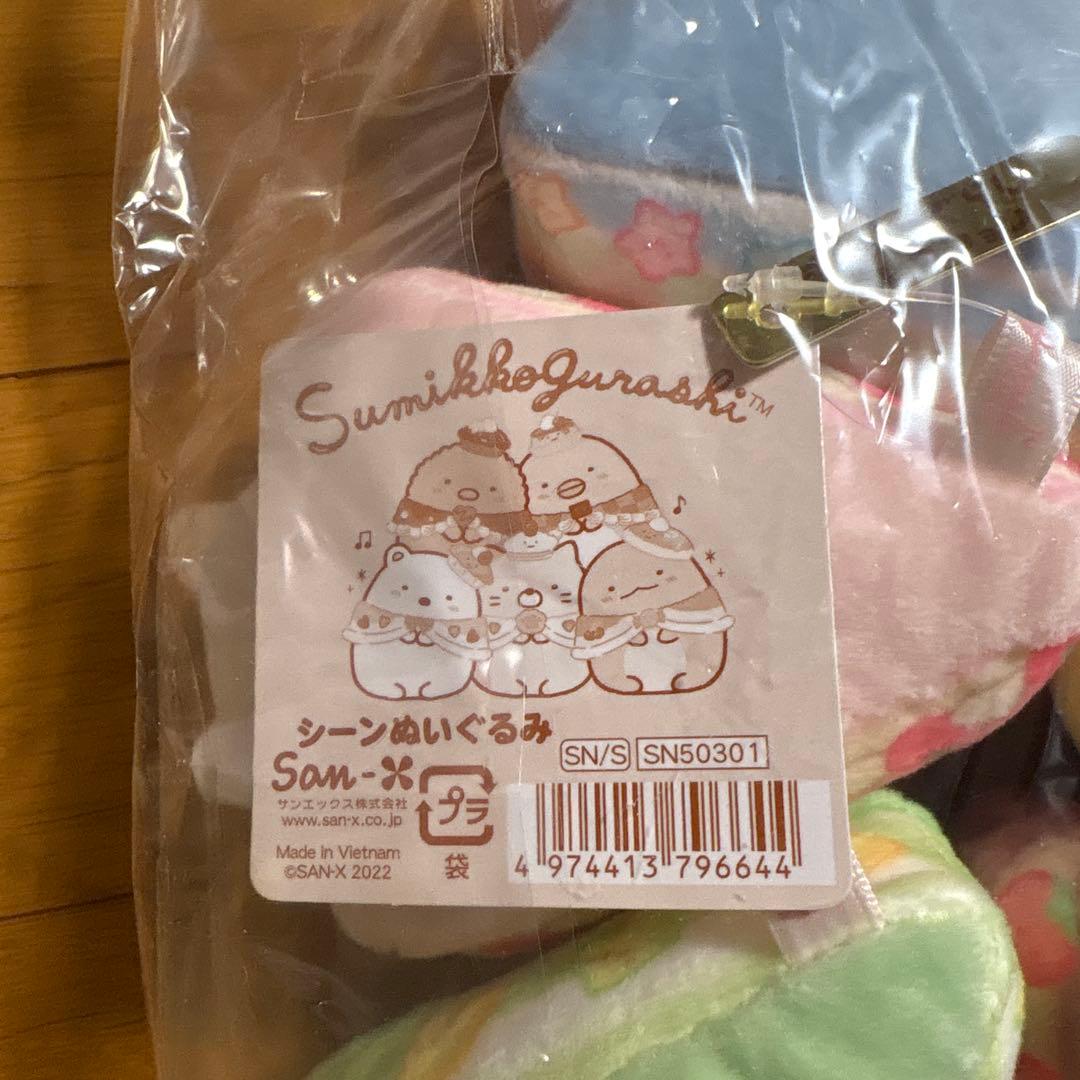 Sumikkogurashi™
シーンぬいぐるみ
SN/S SN50301
San-X
サンエックス株式会社
www.san-x.co.jp
プラ
袋
Made in Vietnam
©SAN-X 2022
4 974413 796644